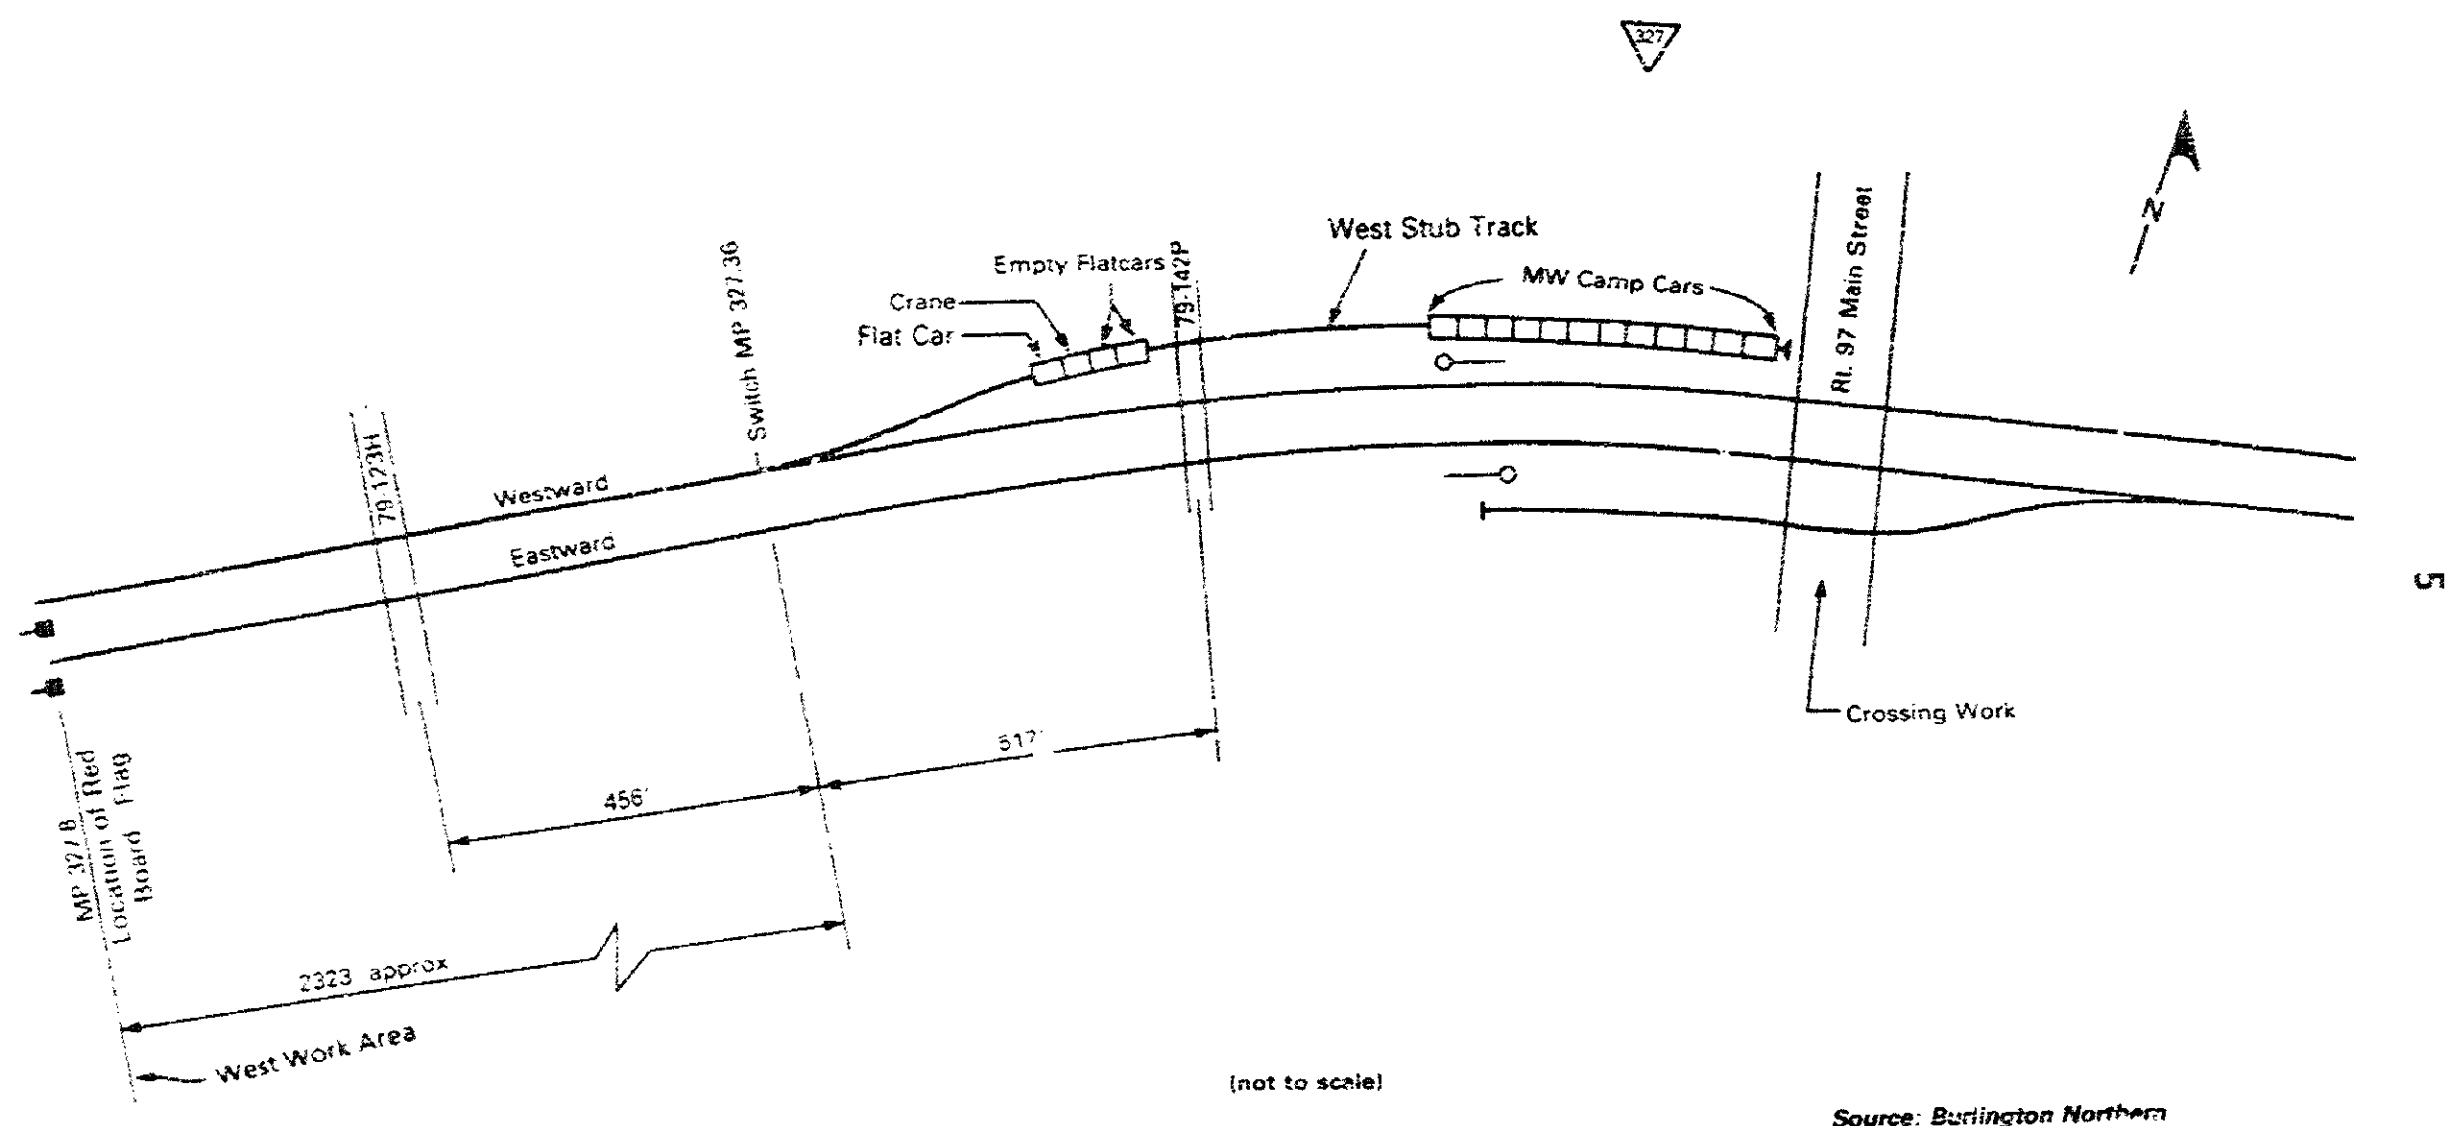 327
N
West Stub Track
Switch MP 327.36
Empty Flatcars
79-142P
MW Camp Cars
Crane
Flat Car
Rt. 97 Main Street
79-123H
Westward
Eastward
5
Crossing Work
517'
456'
MP 327 8
Location of Red
Board Flag
2323 approx
West Work Area
(not to scale)
Source: Burlington Northern